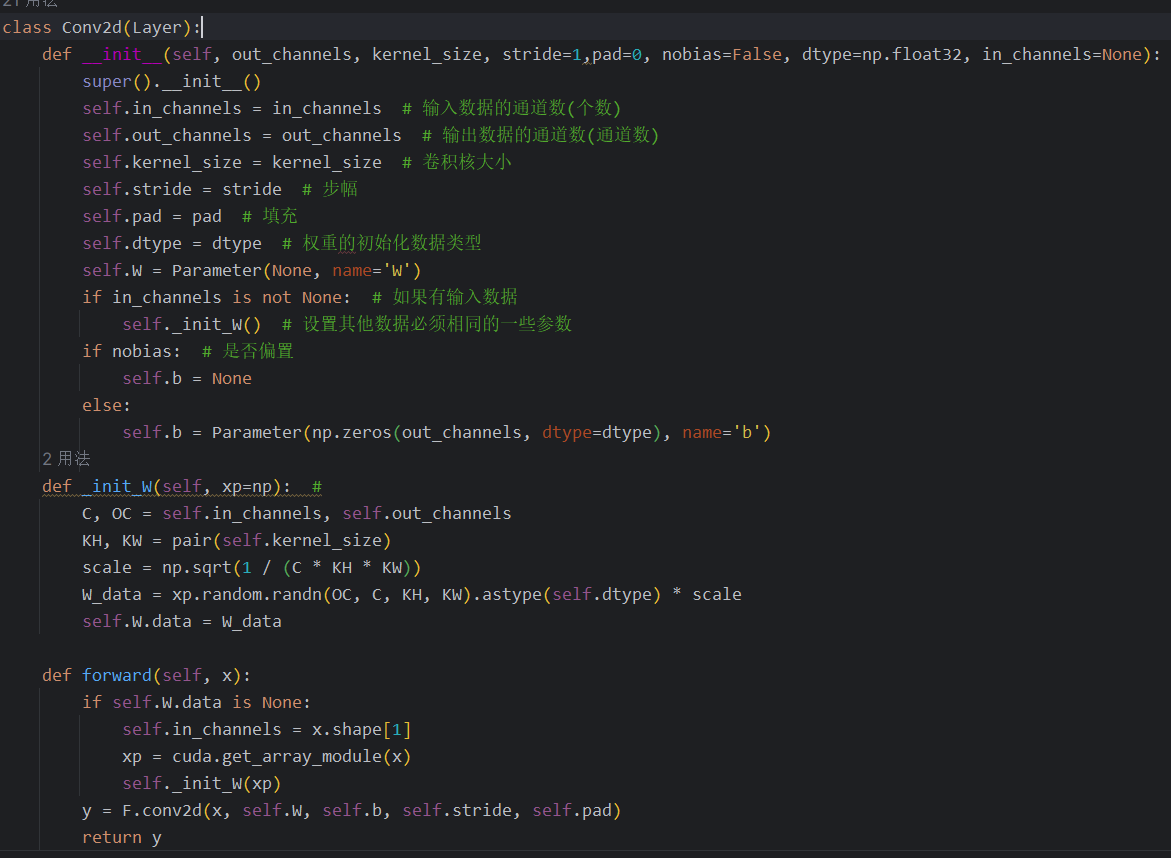 21 用法
class Conv2d(Layer):
    def __init__(self, out_channels, kernel_size, stride=1,pad=0, nobias=False, dtype=np.float32, in_channels=None):
        super().__init__()
        self.in_channels = in_channels  # 输入数据的通道数(个数)
        self.out_channels = out_channels  # 输出数据的通道数(通道数)
        self.kernel_size = kernel_size  # 卷积核大小
        self.stride = stride  # 步幅
        self.pad = pad  # 填充
        self.dtype = dtype  # 权重的初始化数据类型
        self.W = Parameter(None, name='W')
        if in_channels is not None:  # 如果有输入数据
            self._init_W()  # 设置其他数据必须相同的一些参数
        if nobias:  # 是否偏置
            self.b = None
        else:
            self.b = Parameter(np.zeros(out_channels, dtype=dtype), name='b')
    2 用法
    def _init_W(self, xp=np):  #
        C, OC = self.in_channels, self.out_channels
        KH, KW = pair(self.kernel_size)
        scale = np.sqrt(1 / (C * KH * KW))
        W_data = xp.random.randn(OC, C, KH, KW).astype(self.dtype) * scale
        self.W.data = W_data

    def forward(self, x):
        if self.W.data is None:
            self.in_channels = x.shape[1]
            xp = cuda.get_array_module(x)
            self._init_W(xp)
        y = F.conv2d(x, self.W, self.b, self.stride, self.pad)
        return y